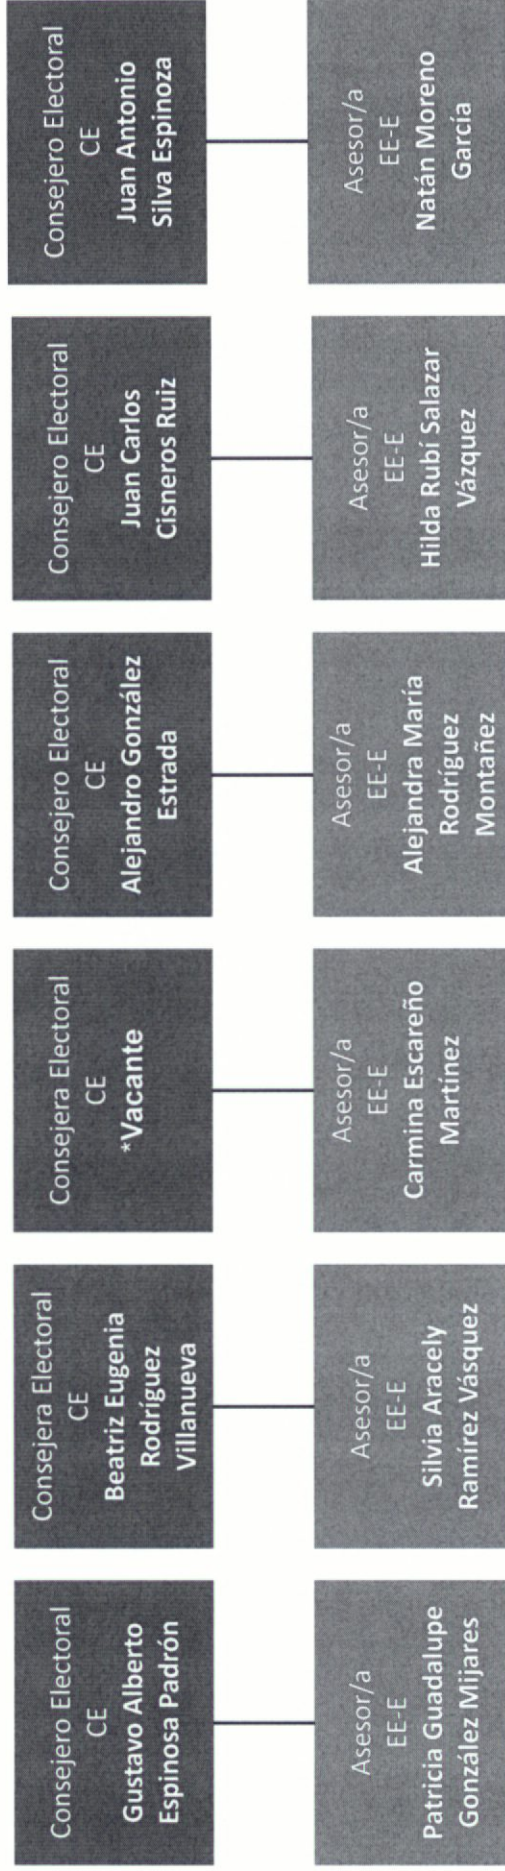 Consejero Electoral
CE
Gustavo Alberto
Espinosa Padrón
Consejera Electoral
CE
Beatriz Eugenia
Rodríguez
Villanueva
Consejera Electoral
CE
*Vacante
Consejero Electoral
CE
Alejandro González
Estrada
Consejero Electoral
CE
Juan Carlos
Cisneros Ruiz
Consejero Electoral
CE
Juan Antonio
Silva Espinoza
Asesor/a
EE-E
Patricia Guadalupe
González Mijares
Asesor/a
EE-E
Silvia Aracely
Ramírez Vásquez
Asesor/a
EE-E
Carmina Escareño
Martínez
Asesor/a
EE-E
Alejandra María
Rodríguez
Montañez
Asesor/a
EE-E
Hilda Rubí Salazar
Vázquez
Asesor/a
EE-E
Natán Moreno
García